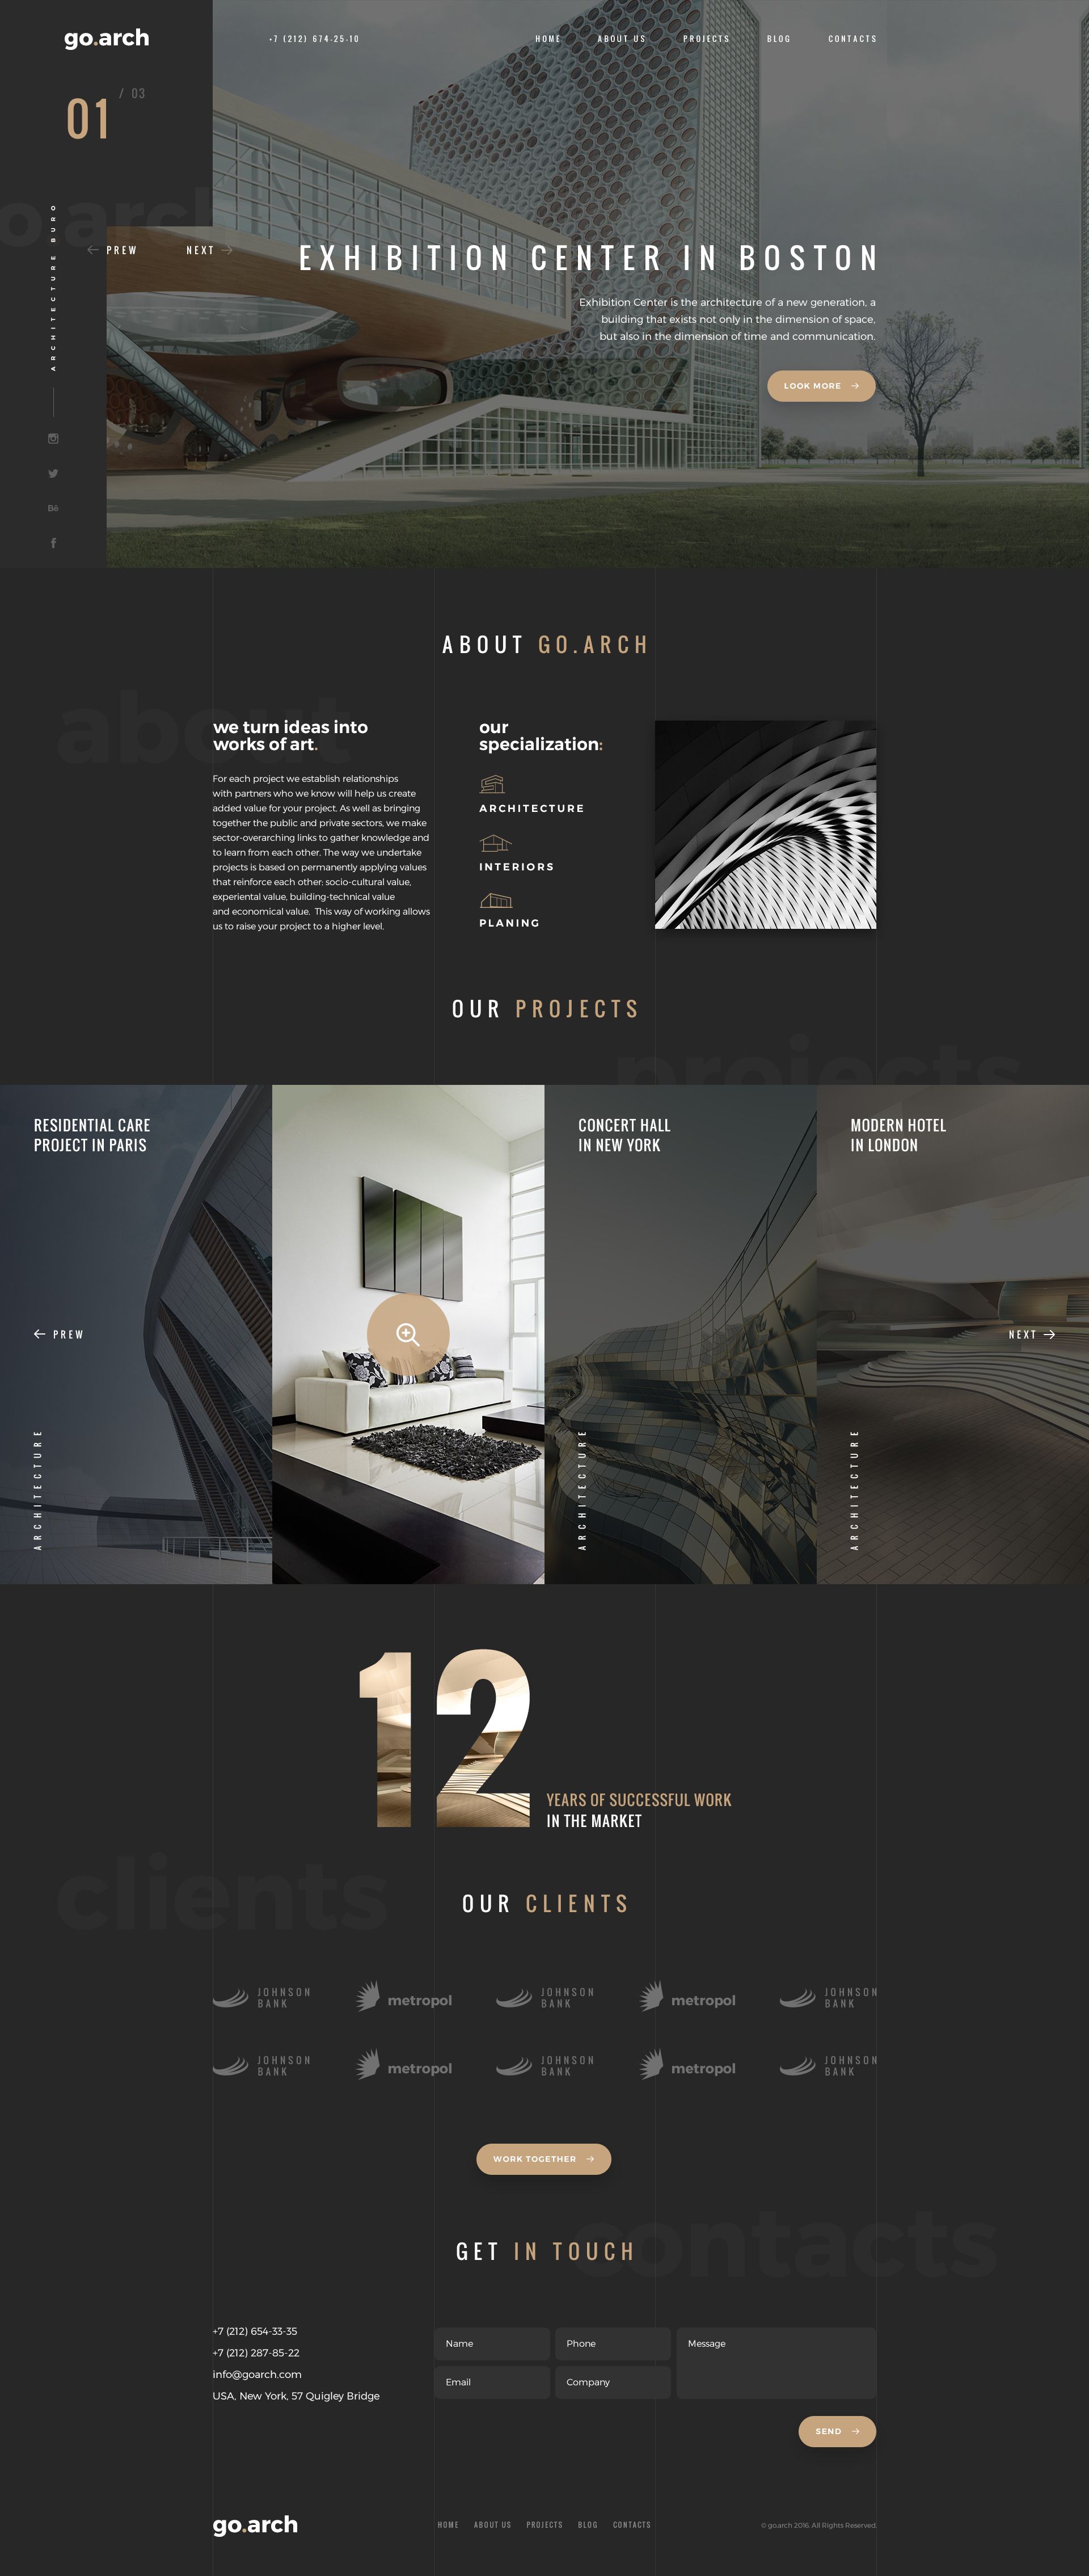 go.arch
+7 (212) 674-25-10
HOME ABOUT US PROJECTS BLOG CONTACTS
01 / 03
o.arch
PREW NEXT
ARCHITECTURE BURO
EXHIBITION CENTER IN BOSTON
Exhibition Center is the architecture of a new generation, a
building that exists not only in the dimension of space,
but also in the dimension of time and communication.
LOOK MORE
Bē
f
ABOUT GO.ARCH
about
we turn ideas into
works of art.
For each project we establish relationships
with partners who we know will help us create
added value for your project. As well as bringing
together the public and private sectors, we make
sector-overarching links to gather knowledge and
to learn from each other. The way we undertake
projects is based on permanently applying values
that reinforce each other: socio-cultural value,
experiental value, building-technical value
and economical value. This way of working allows
us to raise your project to a higher level.
our
specialization:
ARCHITECTURE
INTERIORS
PLANING
OUR PROJECTS
projects
RESIDENTIAL CARE
PROJECT IN PARIS
PREW
ARCHITECTURE
CONCERT HALL
IN NEW YORK
ARCHITECTURE
MODERN HOTEL
IN LONDON
NEXT
ARCHITECTURE
12
YEARS OF SUCCESSFUL WORK
IN THE MARKET
clients
OUR CLIENTS
JOHNSON
BANK
metropol
JOHNSON
BANK
metropol
JOHNSON
BANK
JOHNSON
BANK
metropol
JOHNSON
BANK
metropol
JOHNSON
BANK
WORK TOGETHER
contacts
GET IN TOUCH
+7 (212) 654-33-35
+7 (212) 287-85-22
info@goarch.com
USA, New York, 57 Quigley Bridge
Name Phone Message
Email Company
SEND
go.arch
HOME ABOUT US PROJECTS BLOG CONTACTS
© go.arch 2016. All Rights Reserved.